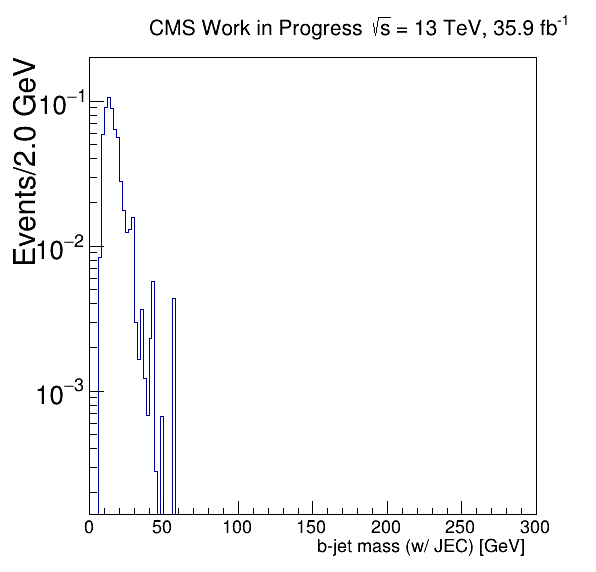 CMS Work in Progress √s = 13 TeV, 35.9 fb⁻¹
Events/2.0 GeV
10⁻¹
10⁻²
10⁻³
0 50 100 150 200 250 300
b-jet mass (w/ JEC) [GeV]